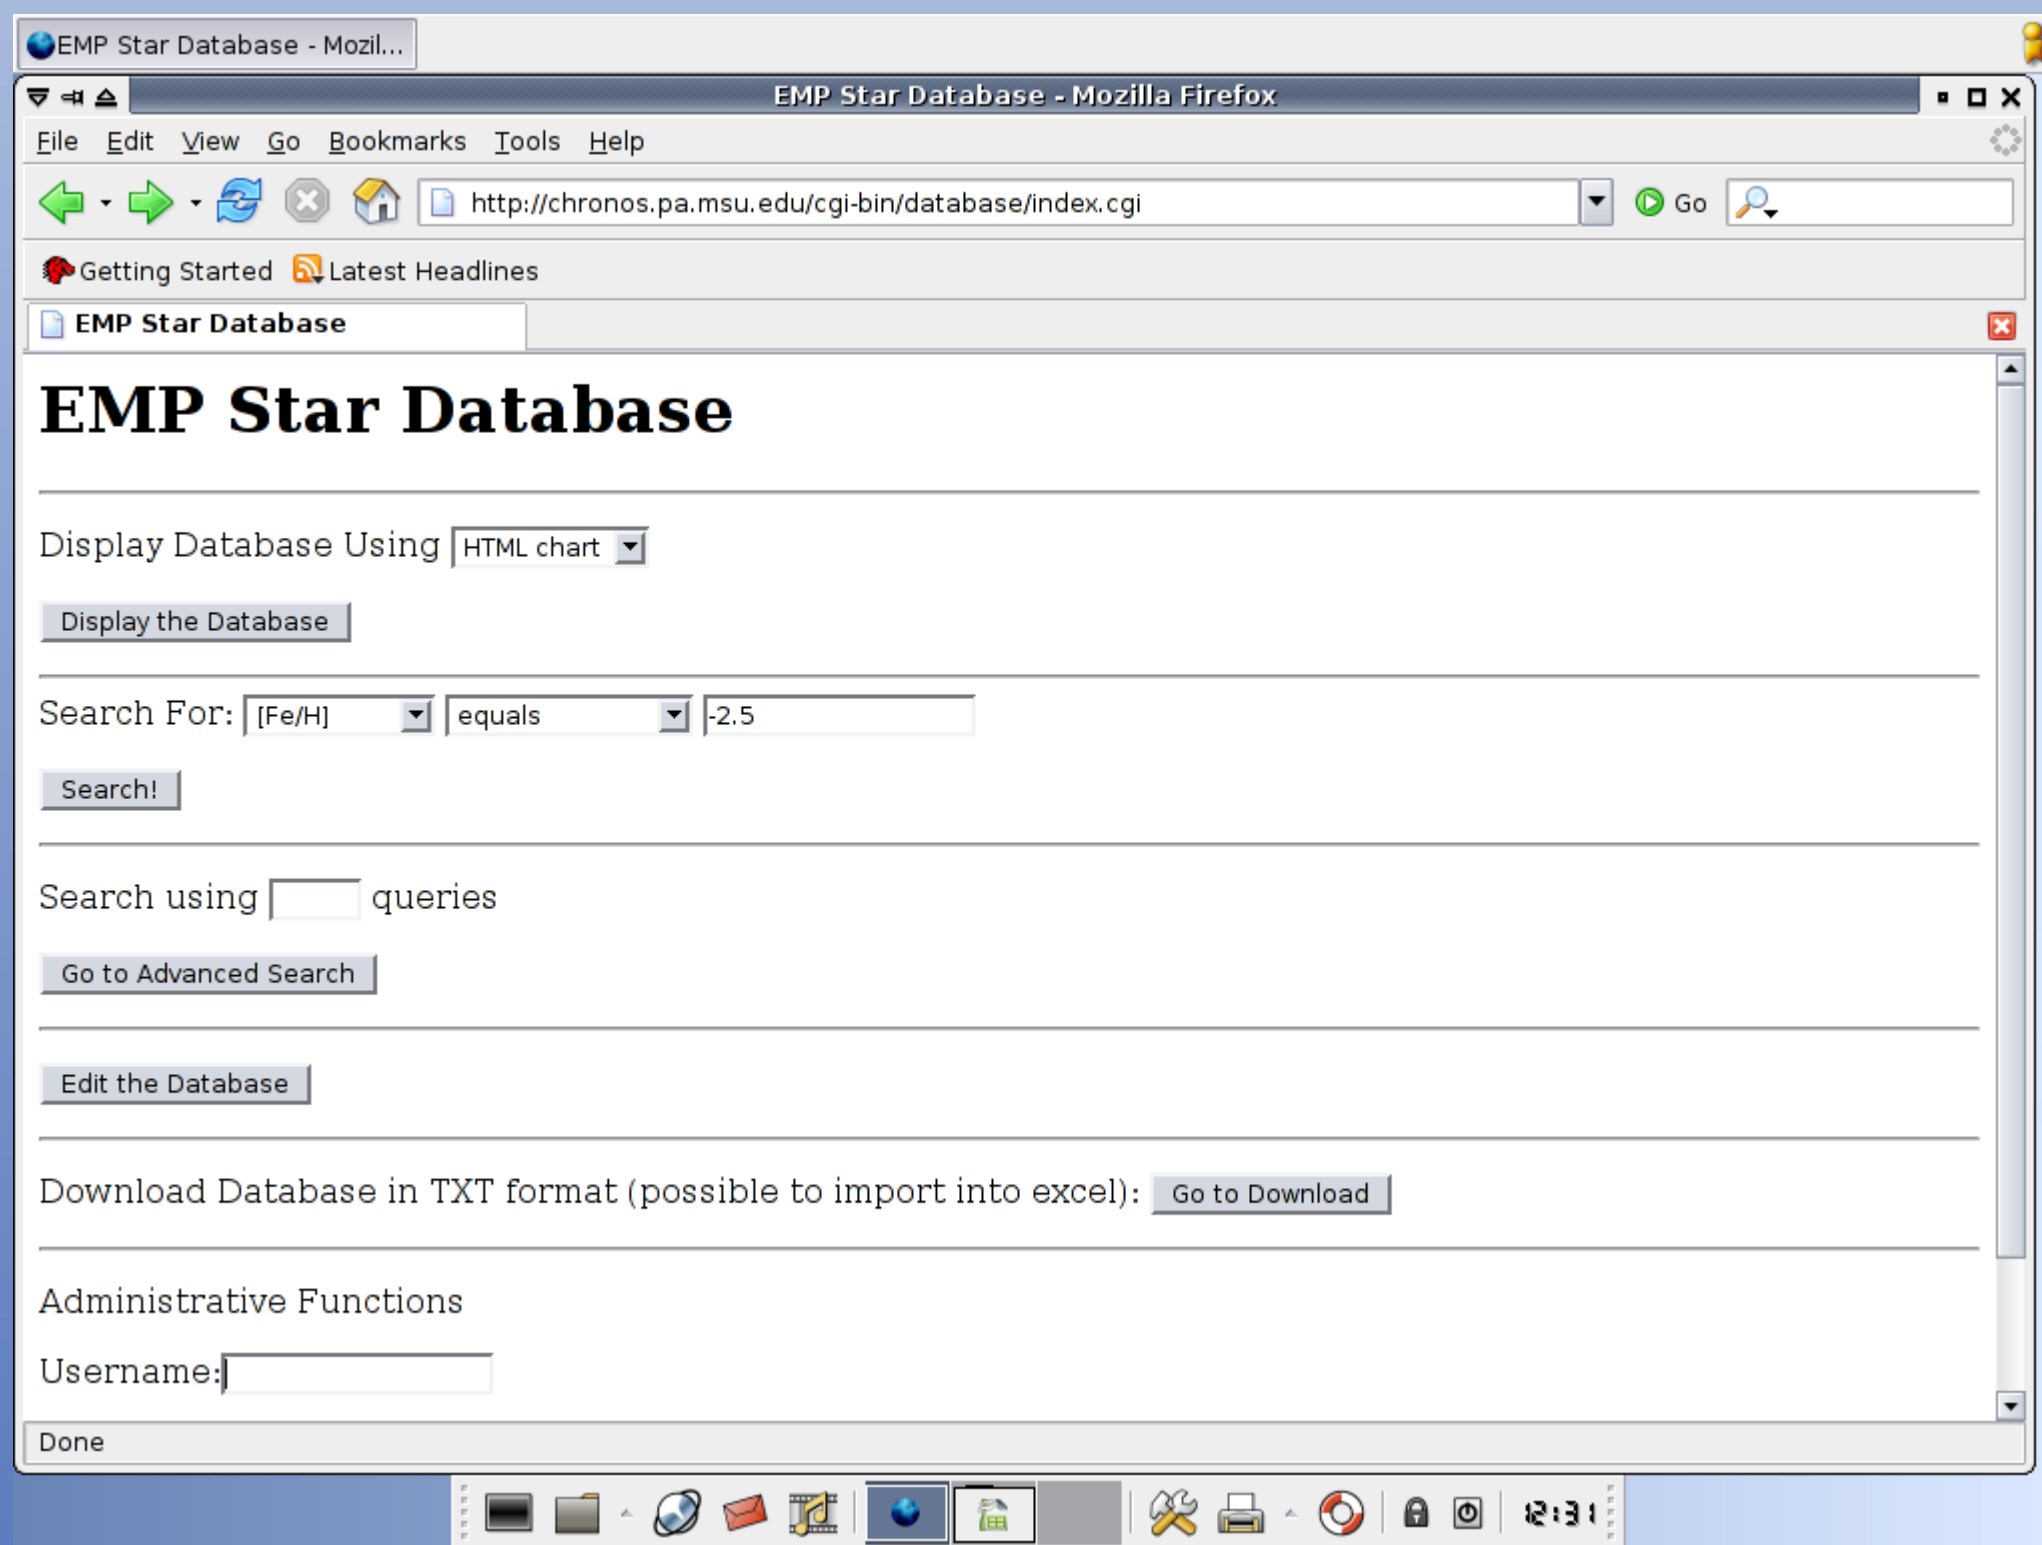 EMP Star Database - Mozil...
EMP Star Database - Mozilla Firefox
File Edit View Go Bookmarks Tools Help
http://chronos.pa.msu.edu/cgi-bin/database/index.cgi Go
Getting Started Latest Headlines
EMP Star Database
EMP Star Database
Display Database Using HTML chart
Display the Database
Search For: [Fe/H] equals -2.5
Search!
Search using queries
Go to Advanced Search
Edit the Database
Download Database in TXT format (possible to import into excel): Go to Download
Administrative Functions
Username:
Done
12:31